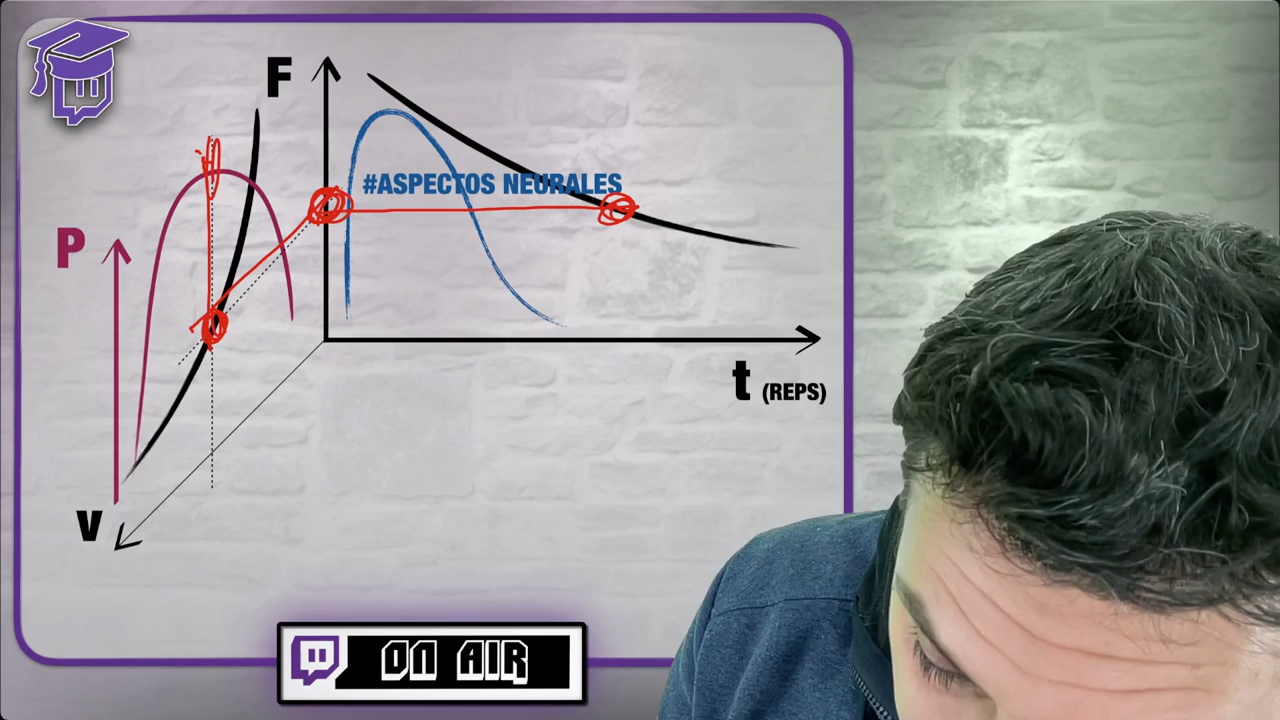 F
#ASPECTOS NEURALES
P
t (REPS)
v
ON AIR